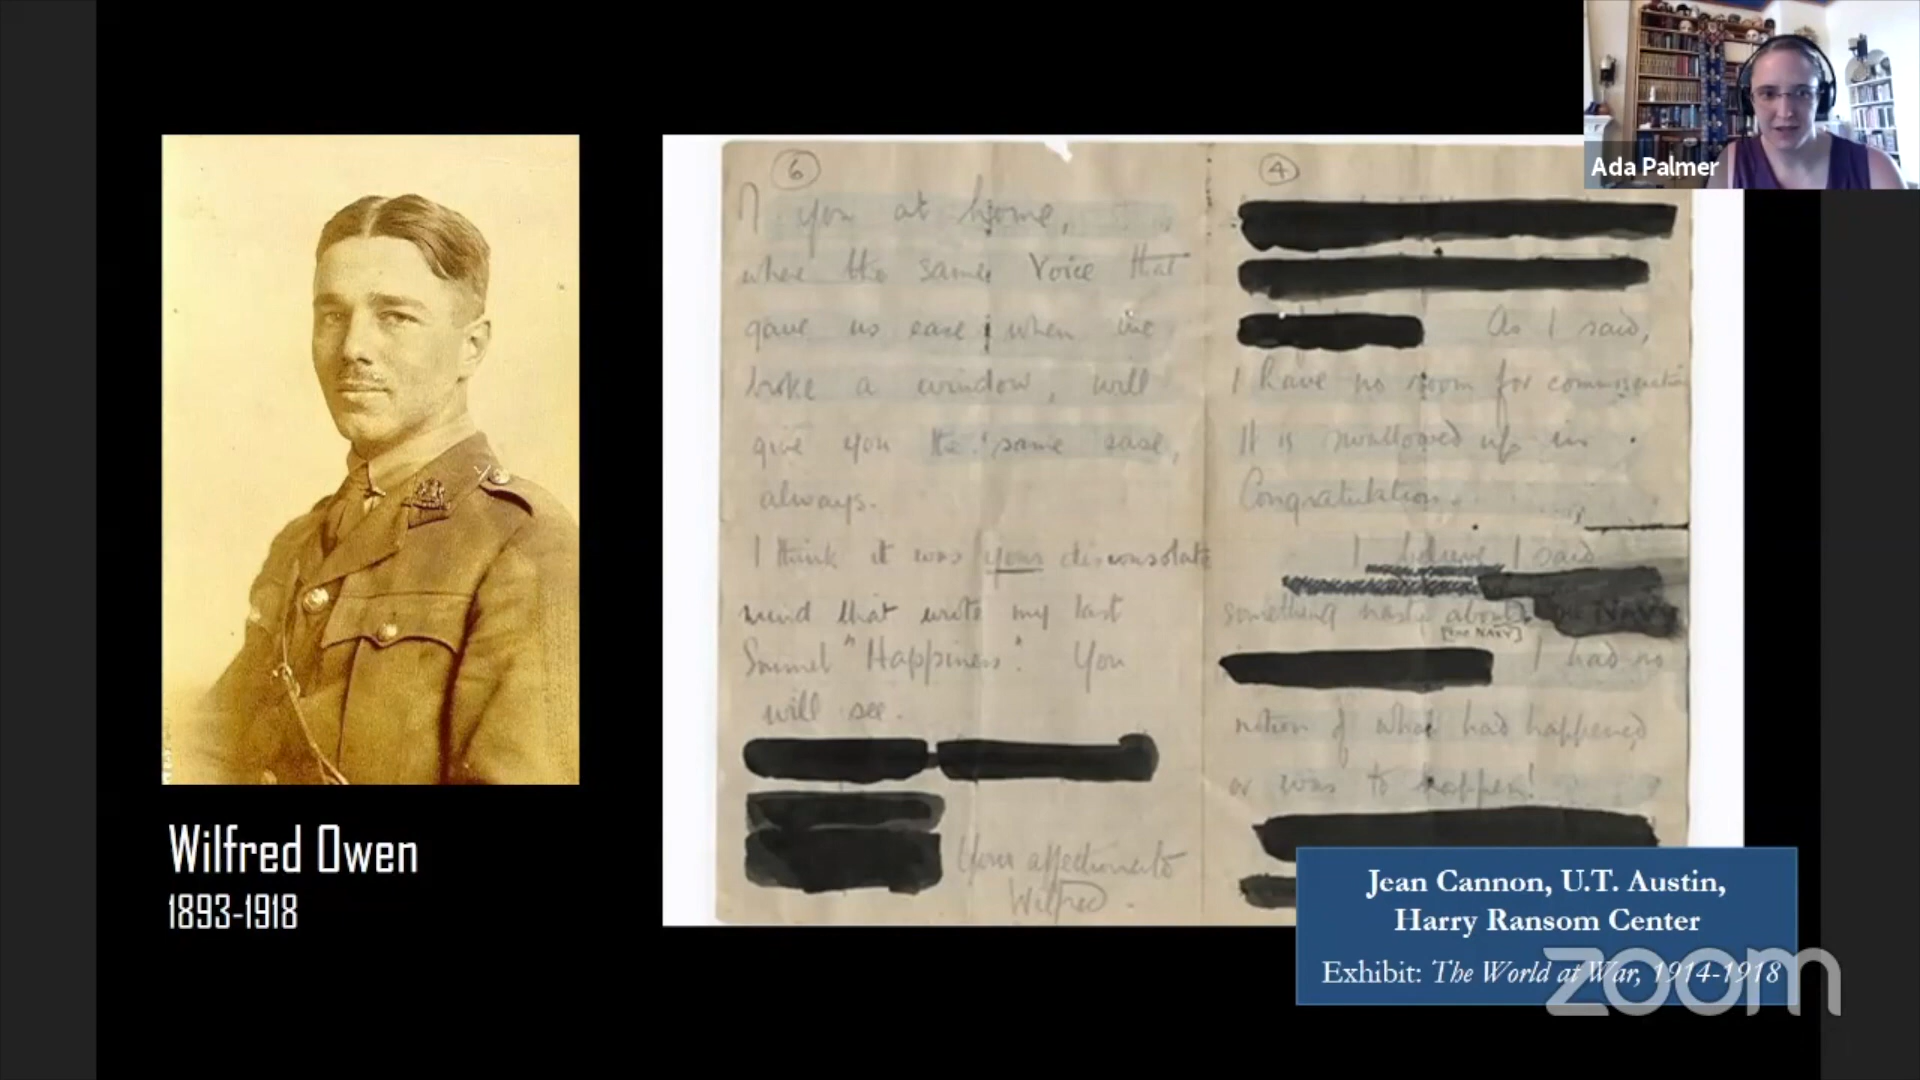 Ada Palmer
6
you at home,
where the same Voice that
gave us ease when we
broke a window, will
give you the same ease,
always.
I think it was yours disconsolate
mind that wrote my last
Sonnet "Happiness". You
will see.
Your affectionate
Wilfred.
4
As I said,
I have no room for commiseration
It is swallowed up in
Congratulation.
I believe I said
something nasty about the NAVY
[the NAVY]
I had no
notion of what had happened
or was to happen!
Wilfred Owen
1893-1918
Jean Cannon, U.T. Austin,
Harry Ransom Center
Exhibit: The World at War, 1914-1918
zoom